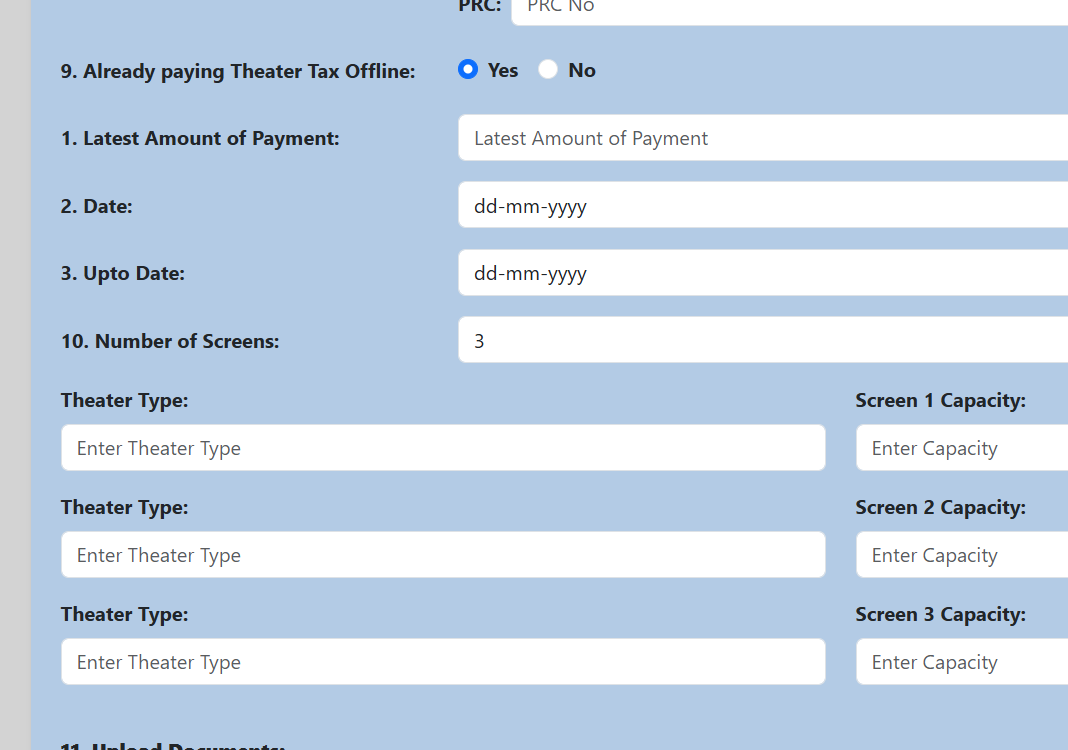 PRC: PRC No
9. Already paying Theater Tax Offline: Yes No
1. Latest Amount of Payment: Latest Amount of Payment
2. Date: dd-mm-yyyy
3. Upto Date: dd-mm-yyyy
10. Number of Screens: 3
Theater Type: Screen 1 Capacity:
Enter Theater Type Enter Capacity
Theater Type: Screen 2 Capacity:
Enter Theater Type Enter Capacity
Theater Type: Screen 3 Capacity:
Enter Theater Type Enter Capacity
11. Upload Documents: